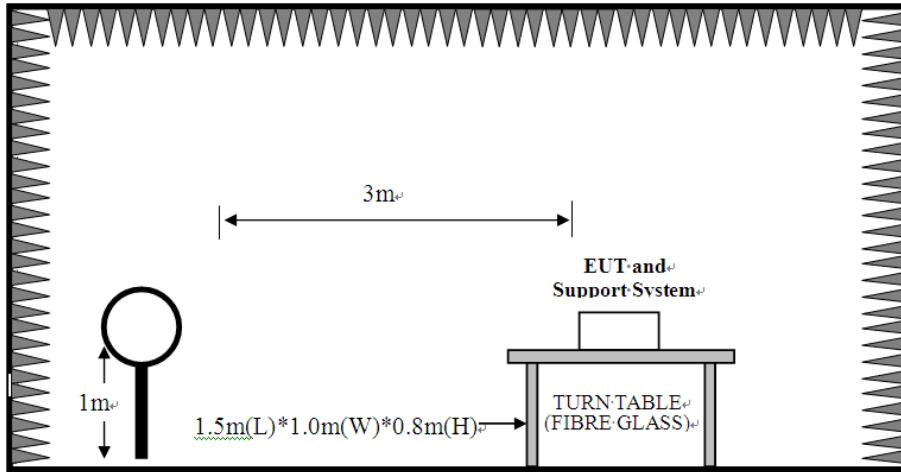 3m
EUT and
Support System
1m
1.5m(L)*1.0m(W)*0.8m(H)
TURN TABLE
(FIBRE GLASS)